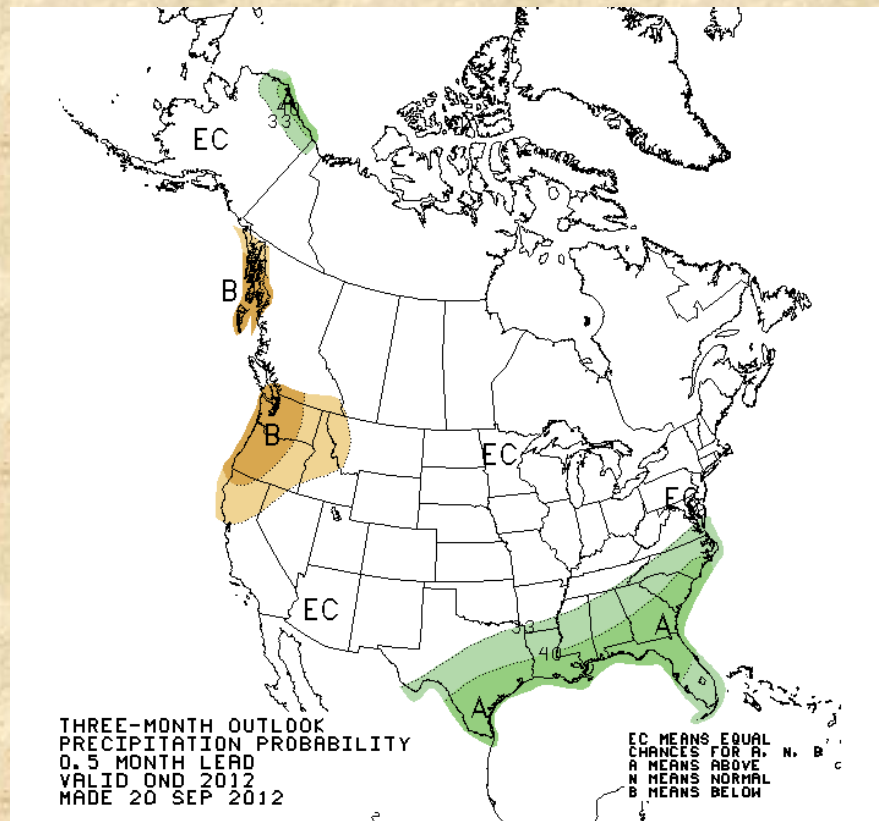 A
40
33
EC
B
B
EC
EC
EC
33
A
40
A
THREE-MONTH OUTLOOK
PRECIPITATION PROBABILITY
0.5 MONTH LEAD
VALID OND 2012
MADE 20 SEP 2012
EC MEANS EQUAL
CHANCES FOR A, N, B
A MEANS ABOVE
N MEANS NORMAL
B MEANS BELOW